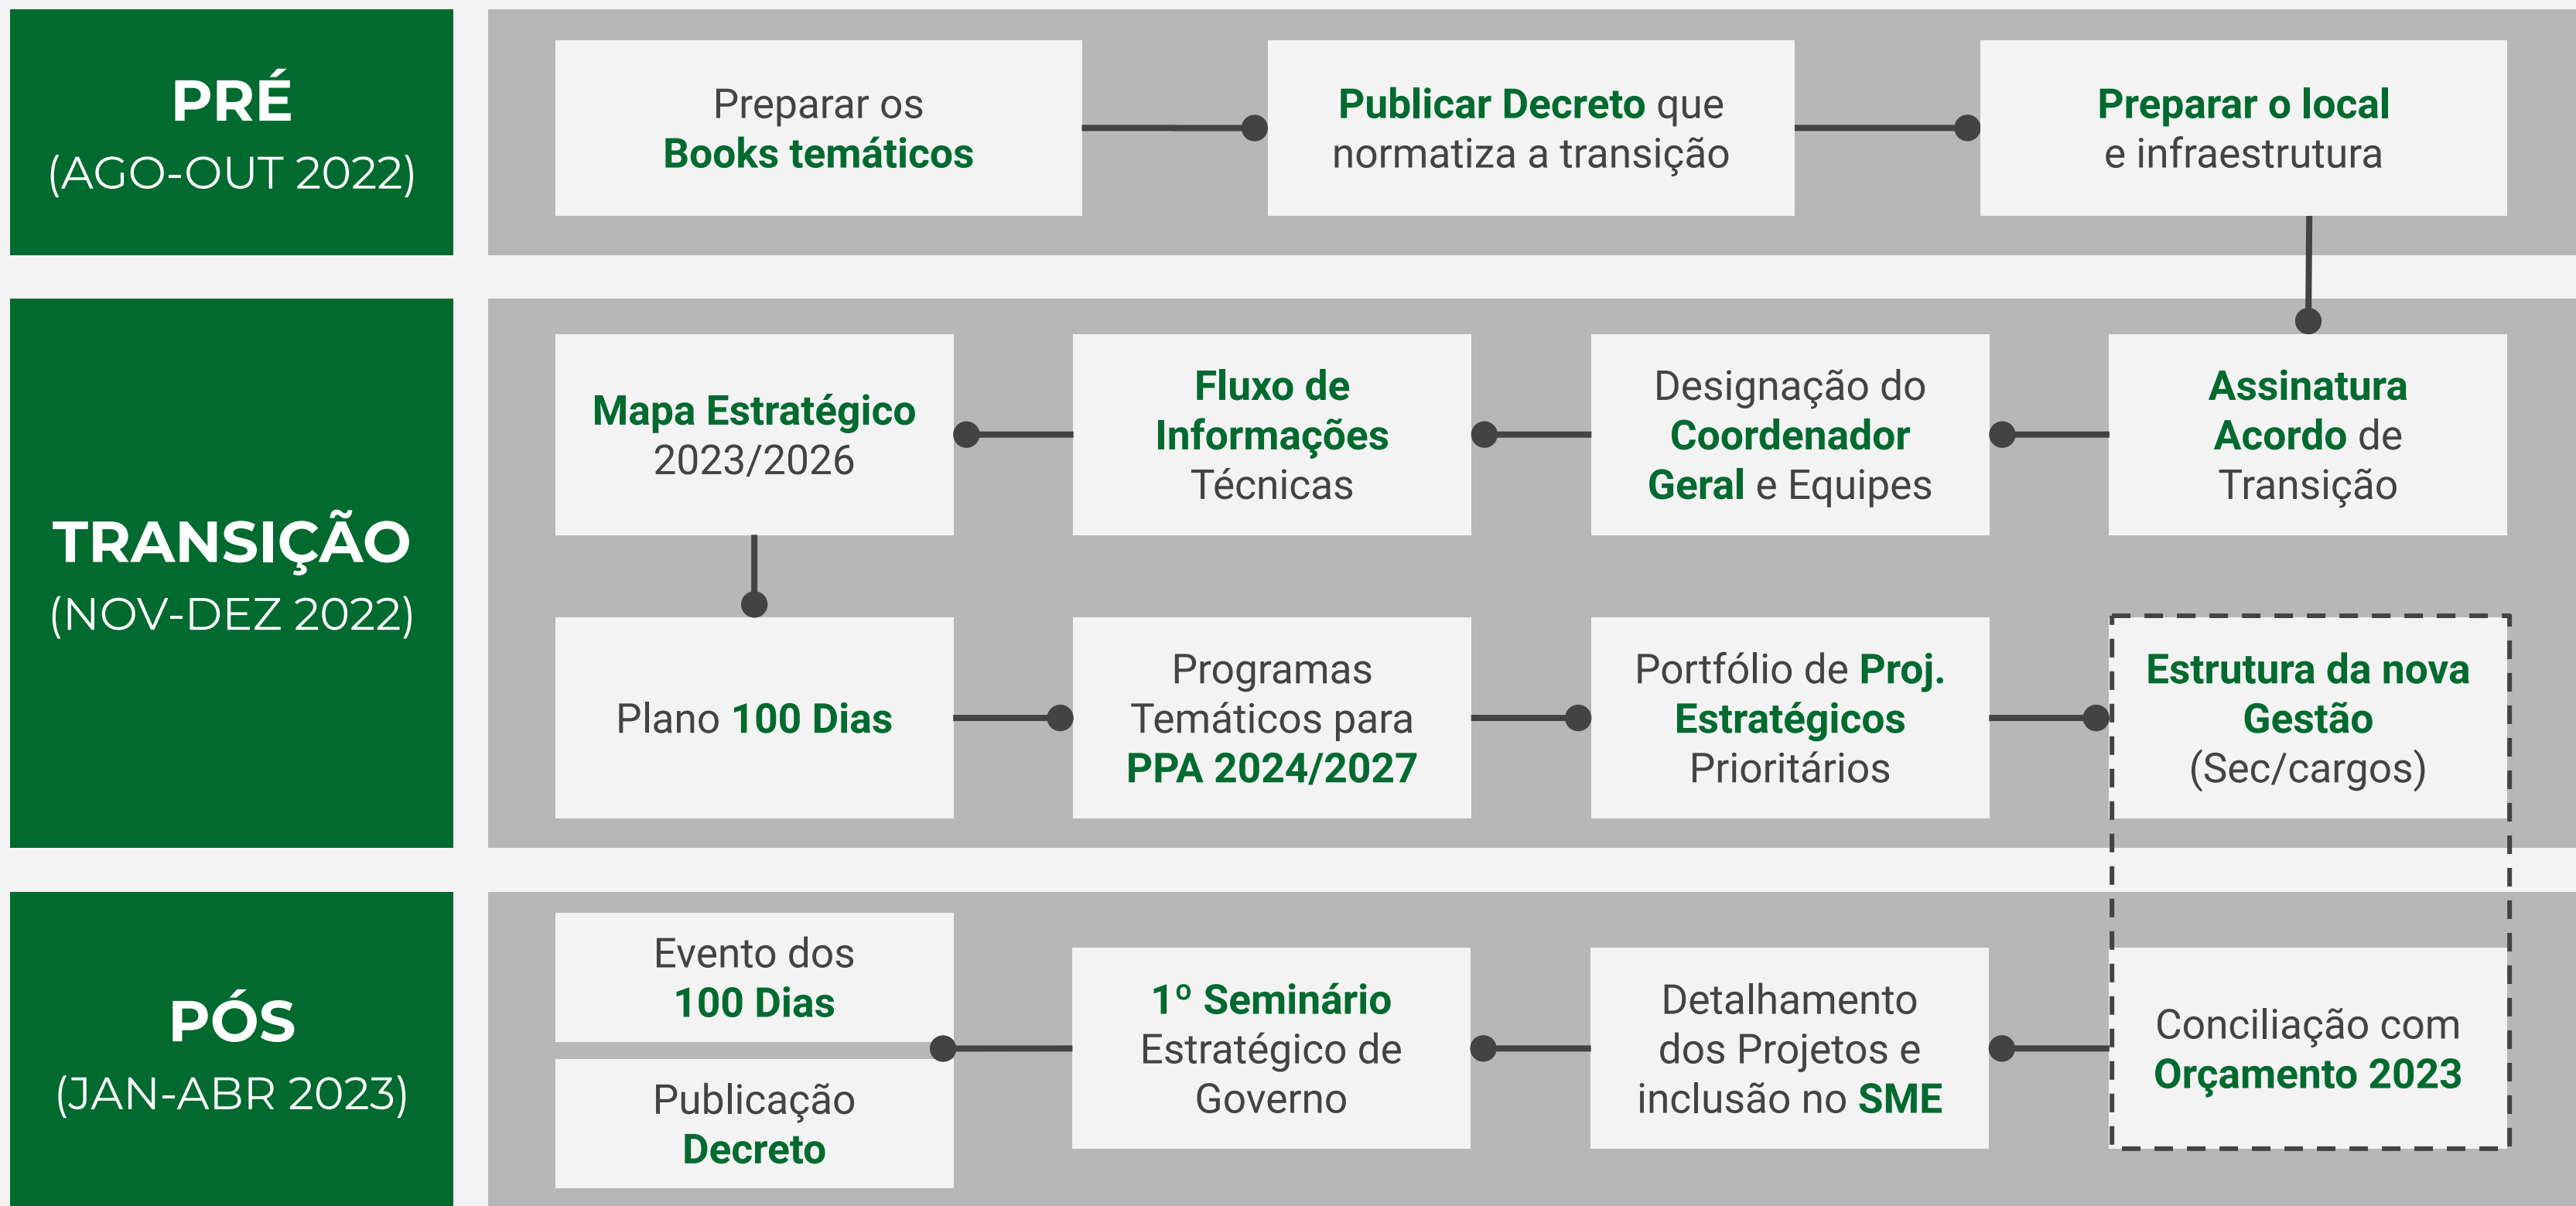 PRÉ
(AGO-OUT 2022)
Preparar os
Books temáticos
Publicar Decreto que
normatiza a transição
Preparar o local
e infraestrutura
TRANSIÇÃO
(NOV-DEZ 2022)
Mapa Estratégico
2023/2026
Fluxo de
Informações
Técnicas
Designação do
Coordenador
Geral e Equipes
Assinatura
Acordo de
Transição
Plano 100 Dias
Programas
Temáticos para
PPA 2024/2027
Portfólio de Proj.
Estratégicos
Prioritários
Estrutura da nova
Gestão
(Sec/cargos)
PÓS
(JAN-ABR 2023)
Evento dos
100 Dias
Publicação
Decreto
1º Seminário
Estratégico de
Governo
Detalhamento
dos Projetos e
inclusão no SME
Conciliação com
Orçamento 2023